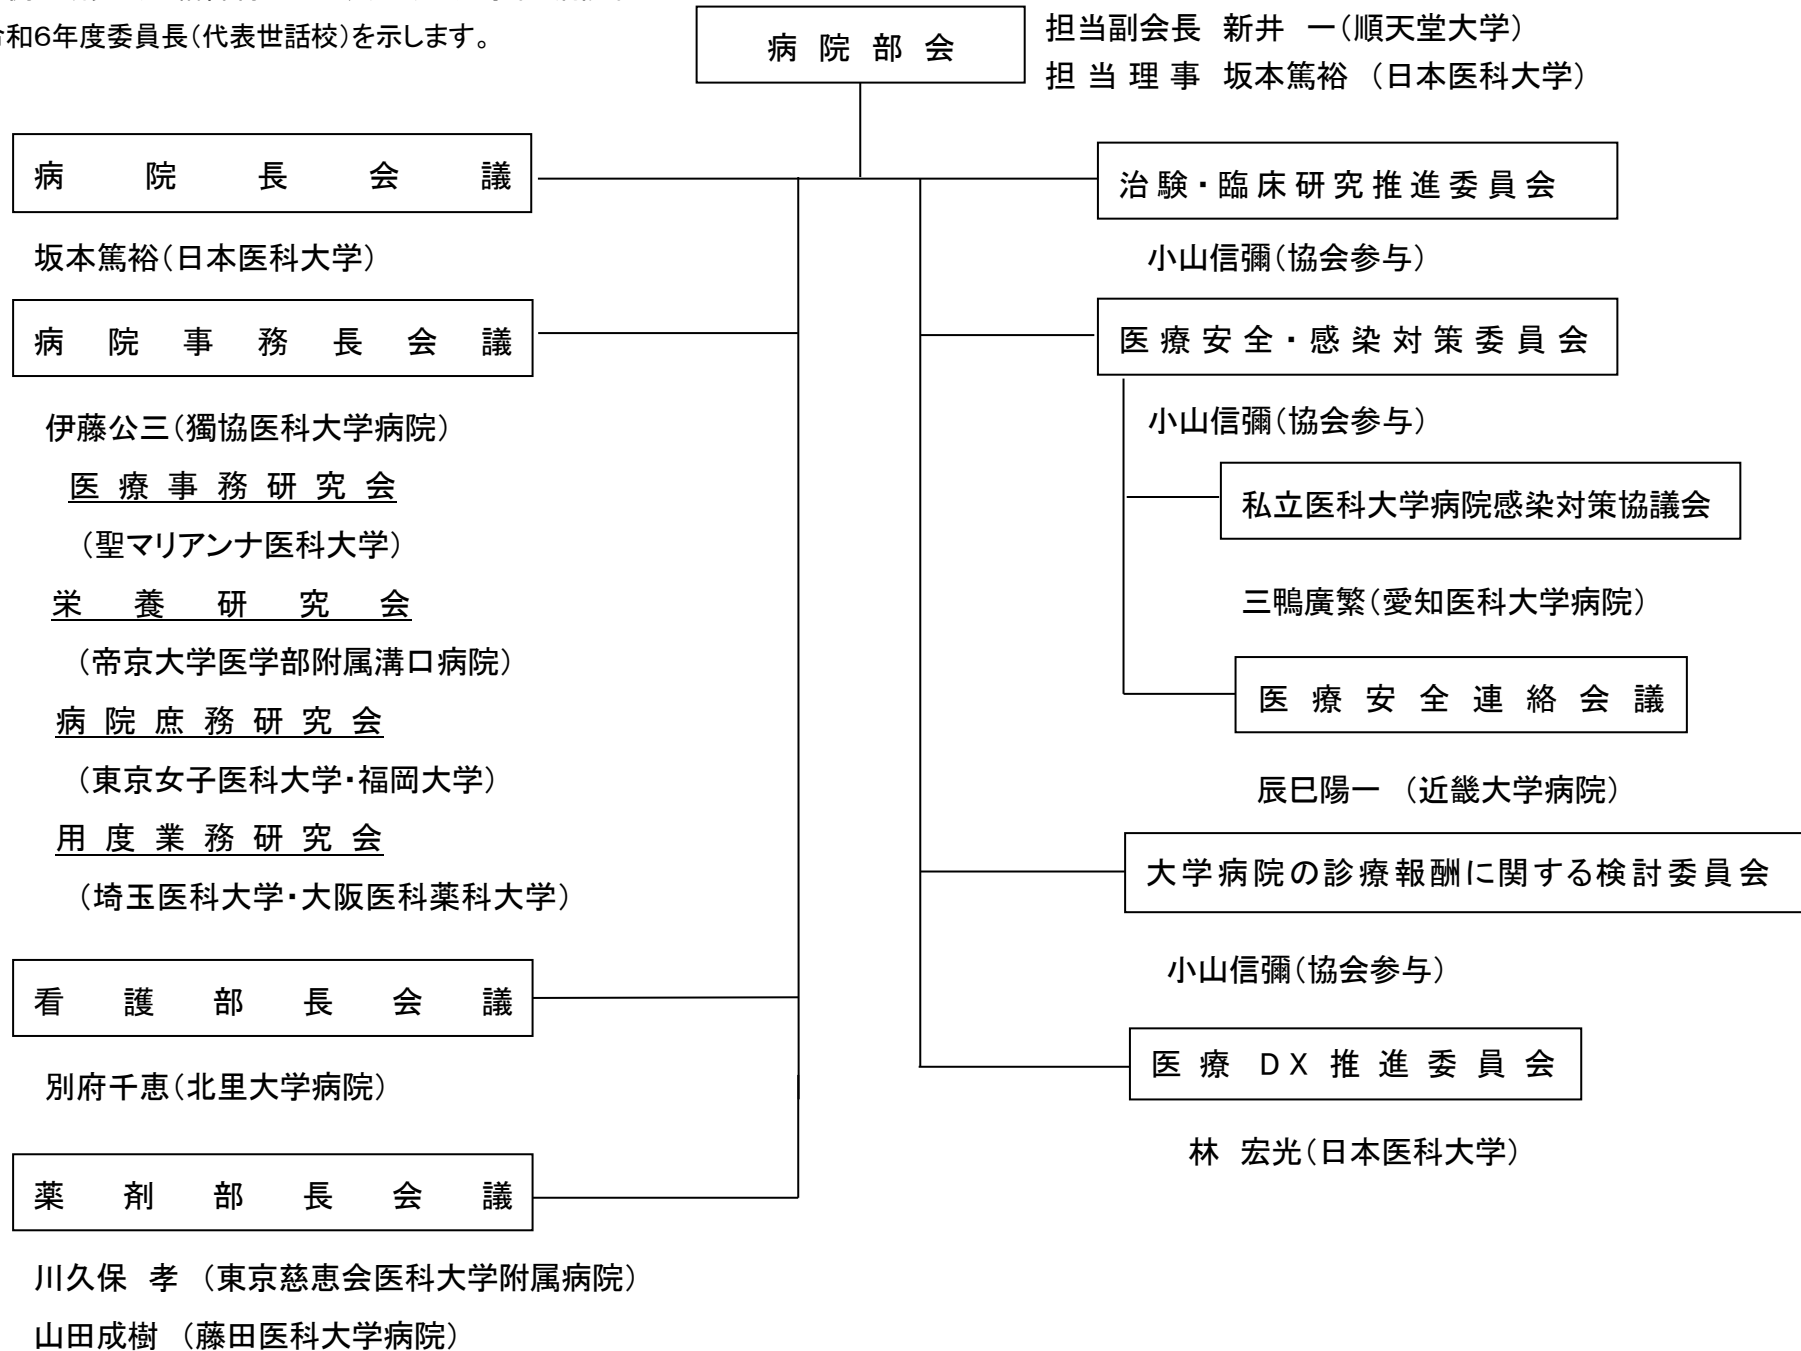 和6年度委員長（代表世話校）を示します。
病院部会
担当副会長 新井 一（順天堂大学）
担当理事 坂本篤裕 （日本医科大学）
病院長会議
坂本篤裕（日本医科大学）
病院事務長会議
伊藤公三（獨協医科大学病院）
医療事務研究会
（聖マリアンナ医科大学）
栄養研究会
（帝京大学医学部附属溝口病院）
病院庶務研究会
（東京女子医科大学・福岡大学）
用度業務研究会
（埼玉医科大学・大阪医科薬科大学）
看護部長会議
別府千恵（北里大学病院）
薬剤部長会議
川久保 孝 （東京慈恵会医科大学附属病院）
山田成樹 （藤田医科大学病院）
治験・臨床研究推進委員会
小山信彌（協会参与）
医療安全・感染対策委員会
小山信彌（協会参与）
私立医科大学病院感染対策協議会
三鴨廣繁（愛知医科大学病院）
医療安全連絡会議
辰巳陽一 （近畿大学病院）
大学病院の診療報酬に関する検討委員会
小山信彌（協会参与）
医療DX推進委員会
林 宏光（日本医科大学）